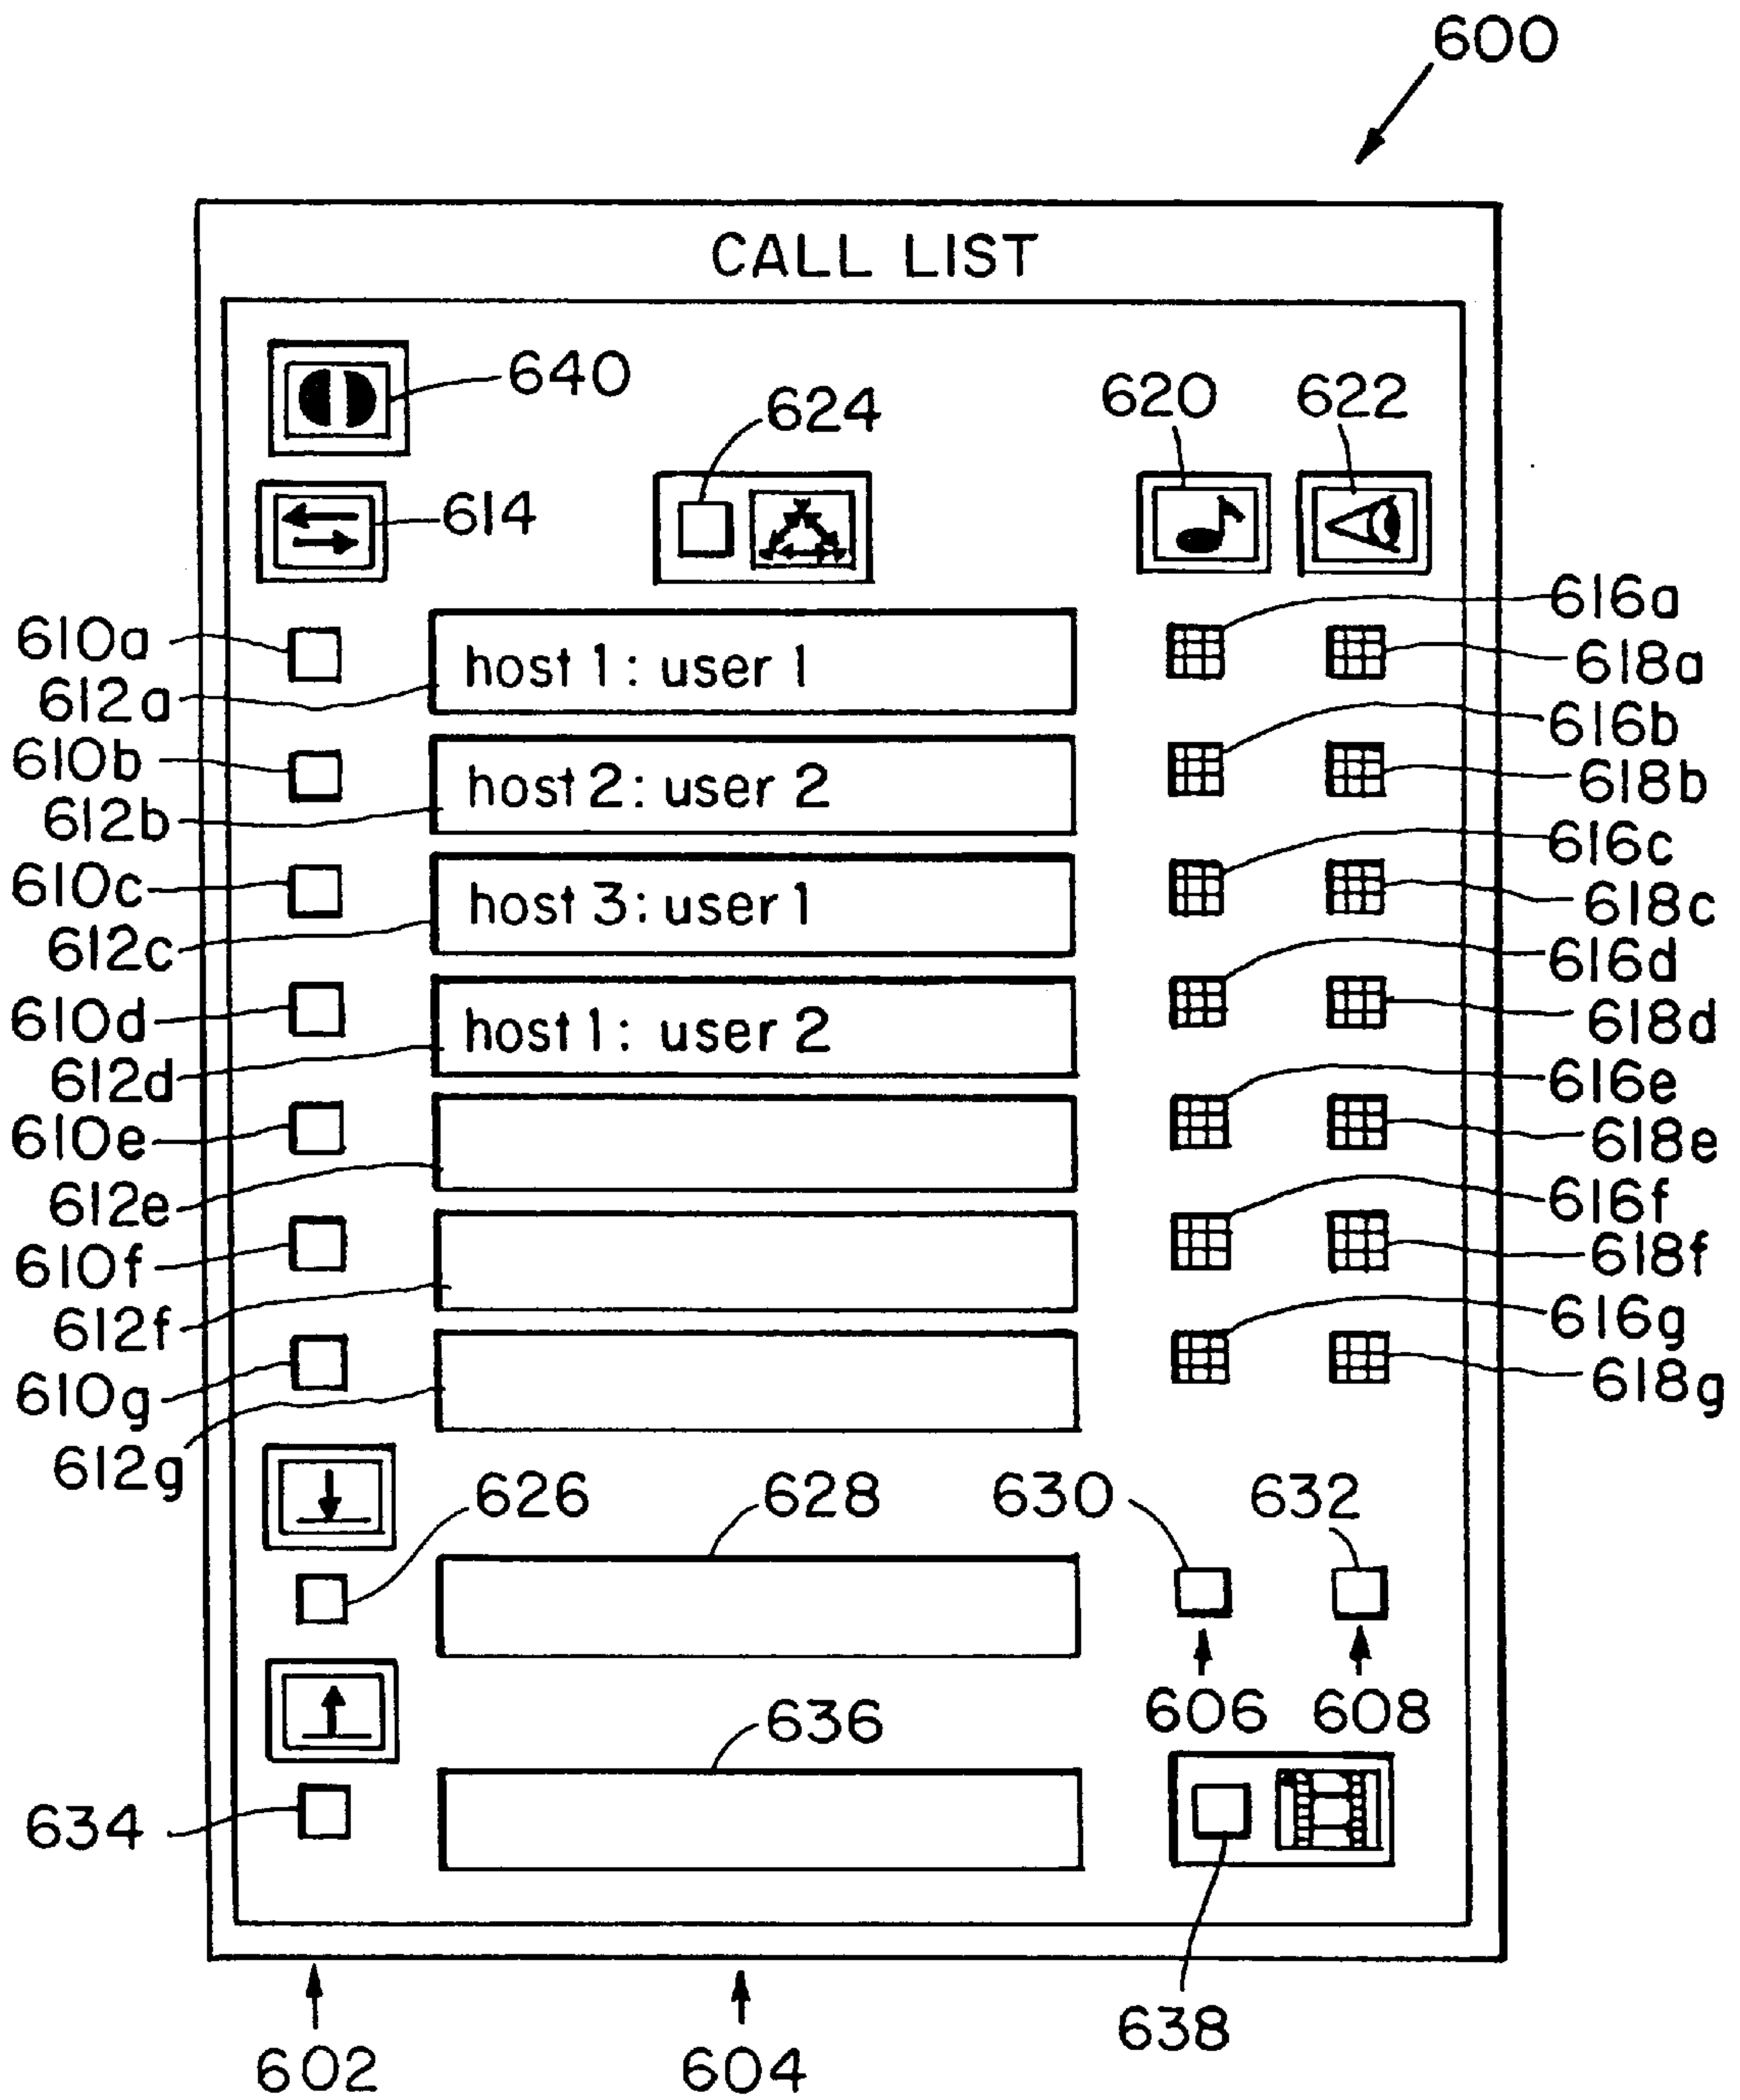 600
CALL LIST
640
624
620
622
614
610a
612a
host 1: user 1
616a
618a
610b
612b
host 2: user 2
616b
618b
610c
612c
host 3: user 1
616c
618c
610d
612d
host 1: user 2
616d
618d
610e
612e
616e
618e
610f
612f
616f
618f
610g
612g
616g
618g
626
628
630
632
606
608
636
634
638
602
604